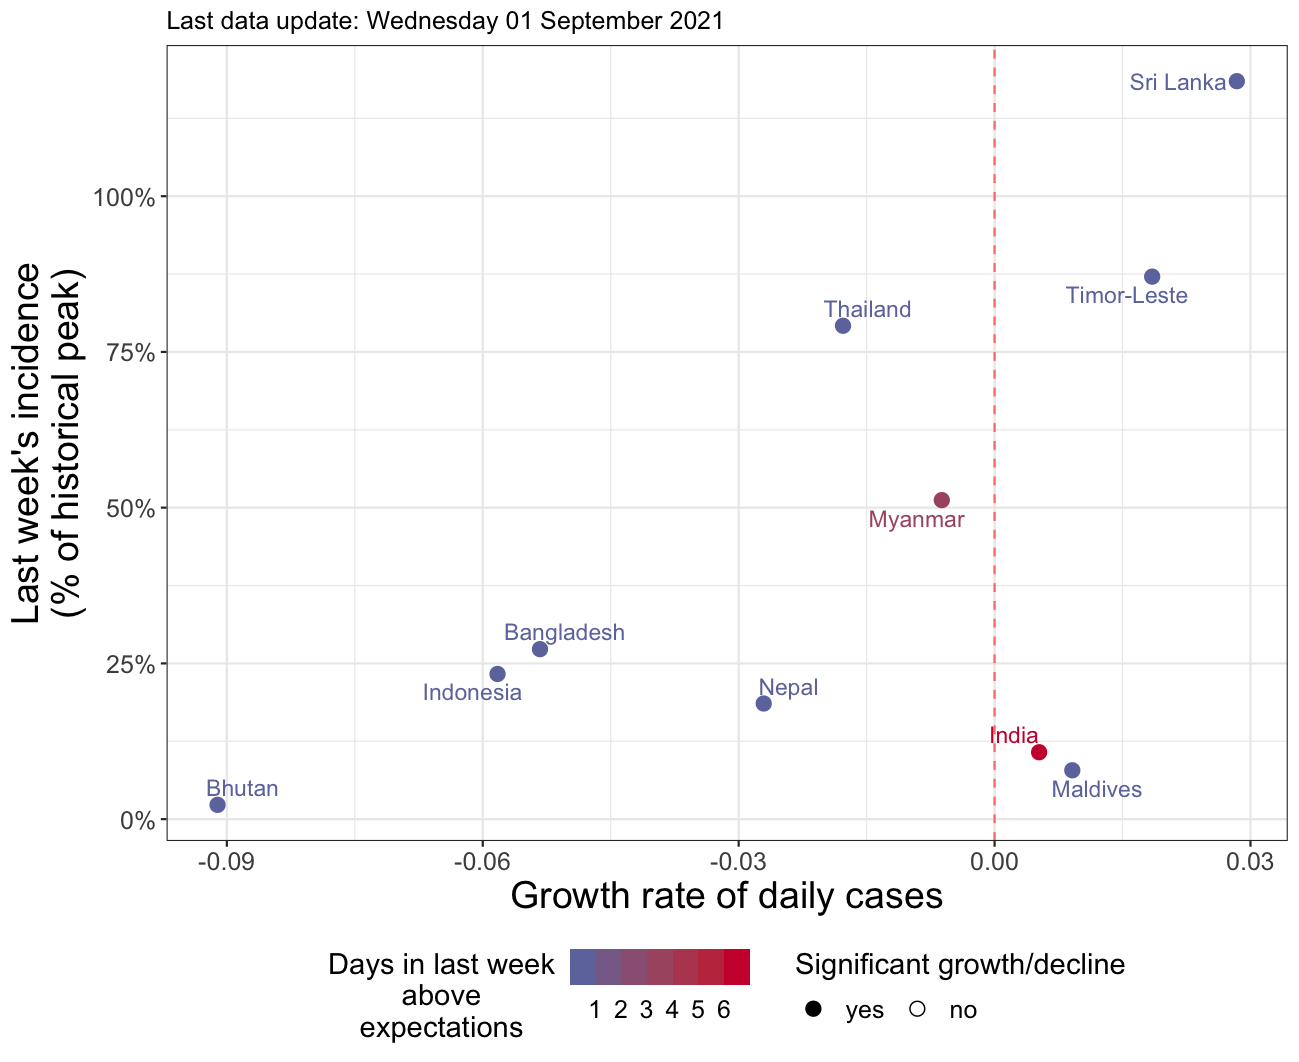 Last data update: Wednesday 01 September 2021
Last week's incidence
(% of historical peak)
100%
75%
50%
25%
0%
Sri Lanka
Timor-Leste
Thailand
Myanmar
Bangladesh
Indonesia
Nepal
India
Maldives
Bhutan
-0.09 -0.06 -0.03 0.00 0.03
Growth rate of daily cases
Days in last week
above
expectations
1 2 3 4 5 6
Significant growth/decline
yes no